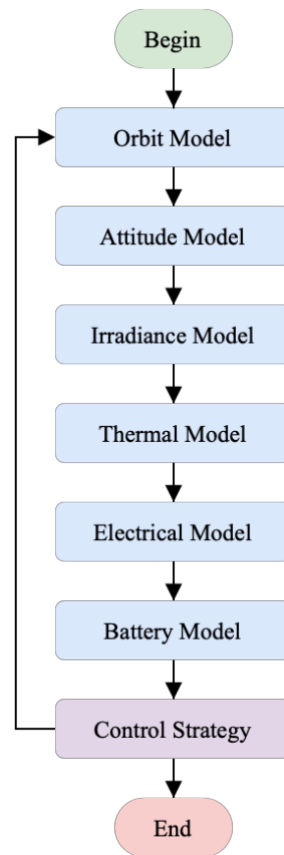 Begin
Orbit Model
Attitude Model
Irradiance Model
Thermal Model
Electrical Model
Battery Model
Control Strategy
End